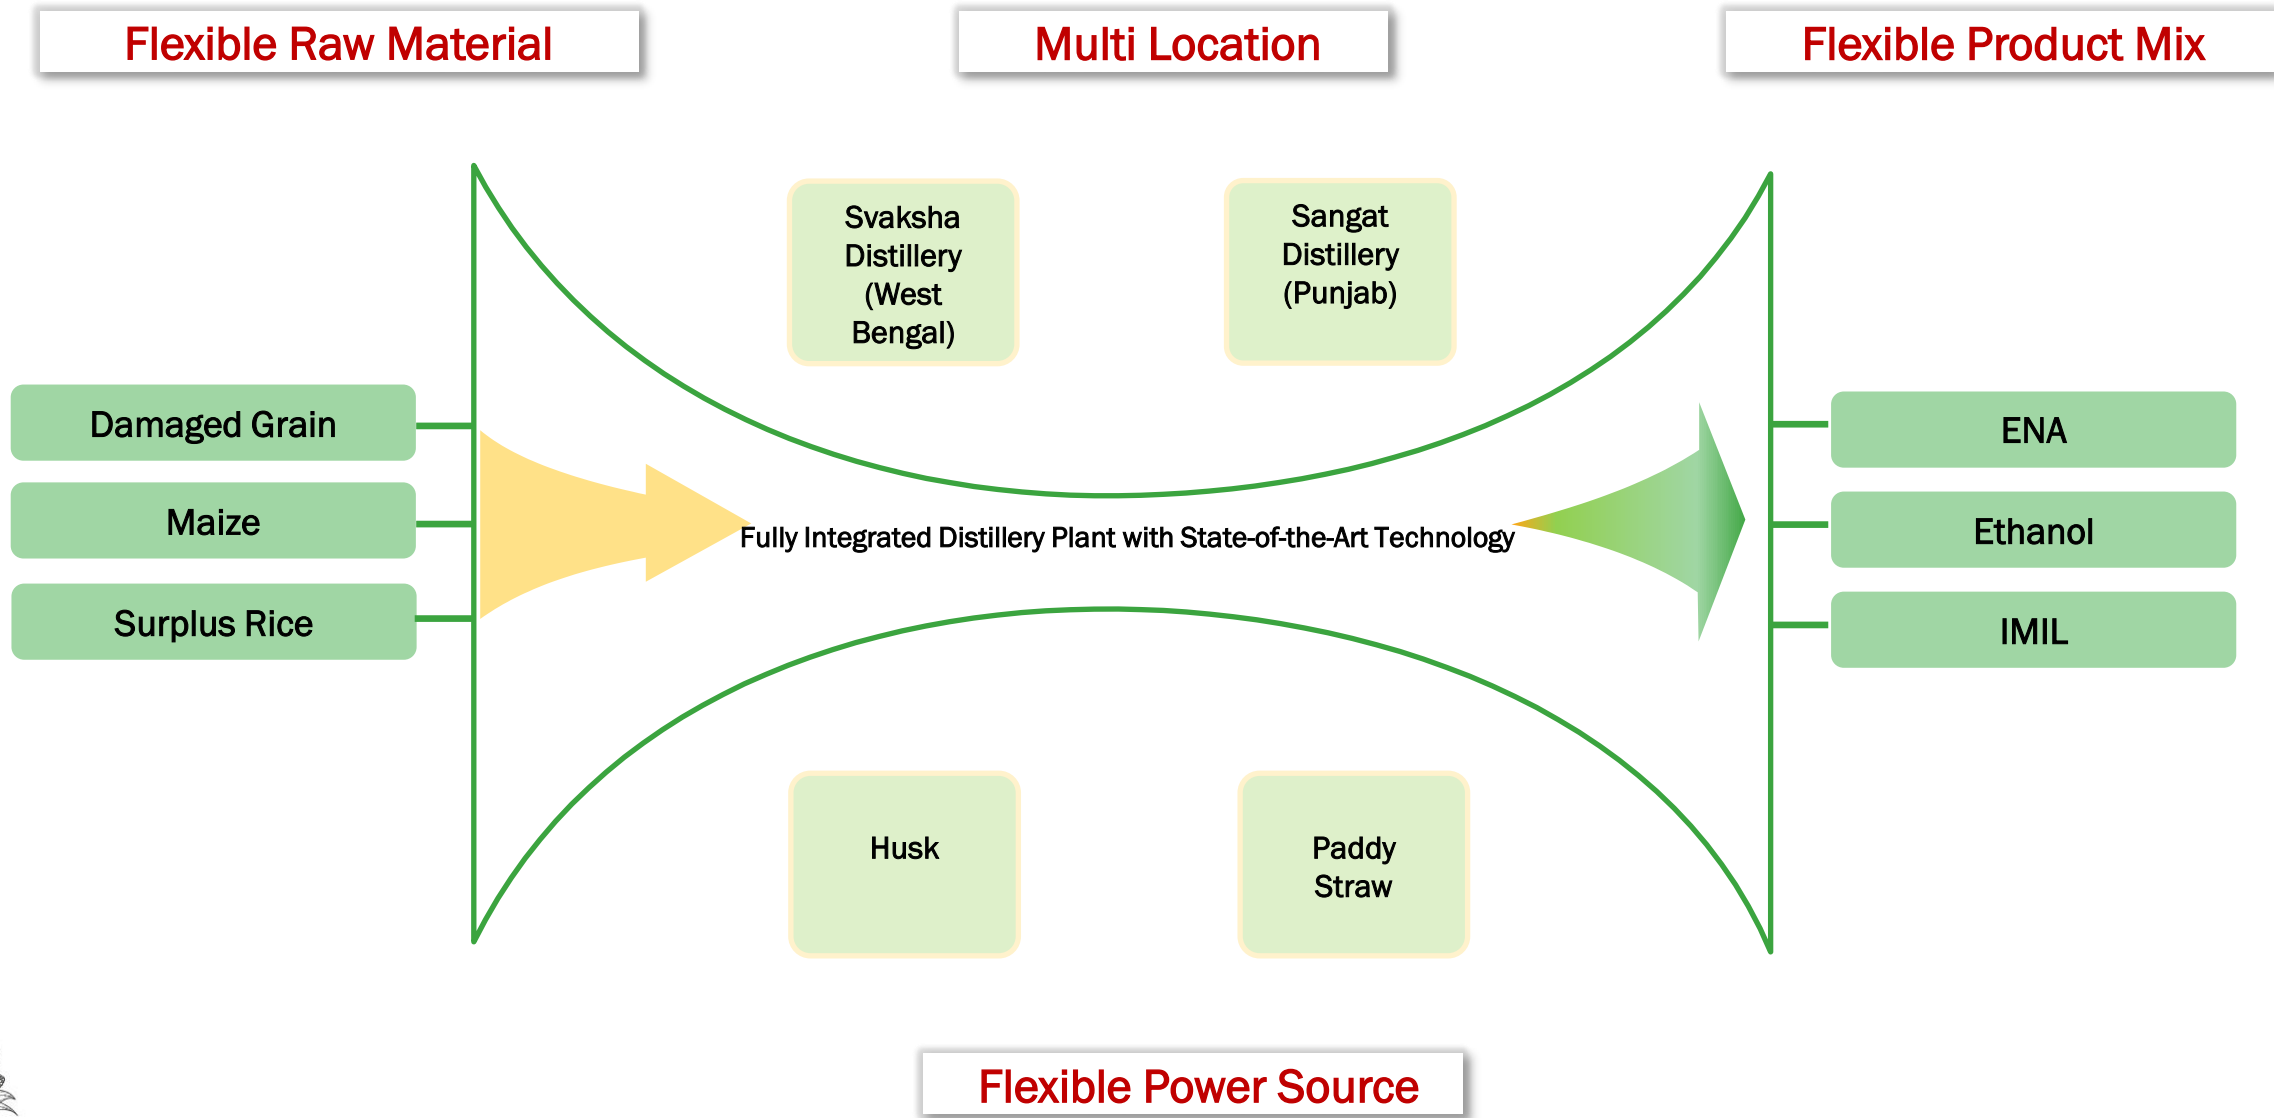 Flexible Raw Material
Multi Location
Flexible Product Mix
Svaksha
Distillery
(West
Bengal)
Sangat
Distillery
(Punjab)
Damaged Grain
Maize
Surplus Rice
Fully Integrated Distillery Plant with State-of-the-Art Technology
ENA
Ethanol
IMIL
Husk
Paddy
Straw
Flexible Power Source